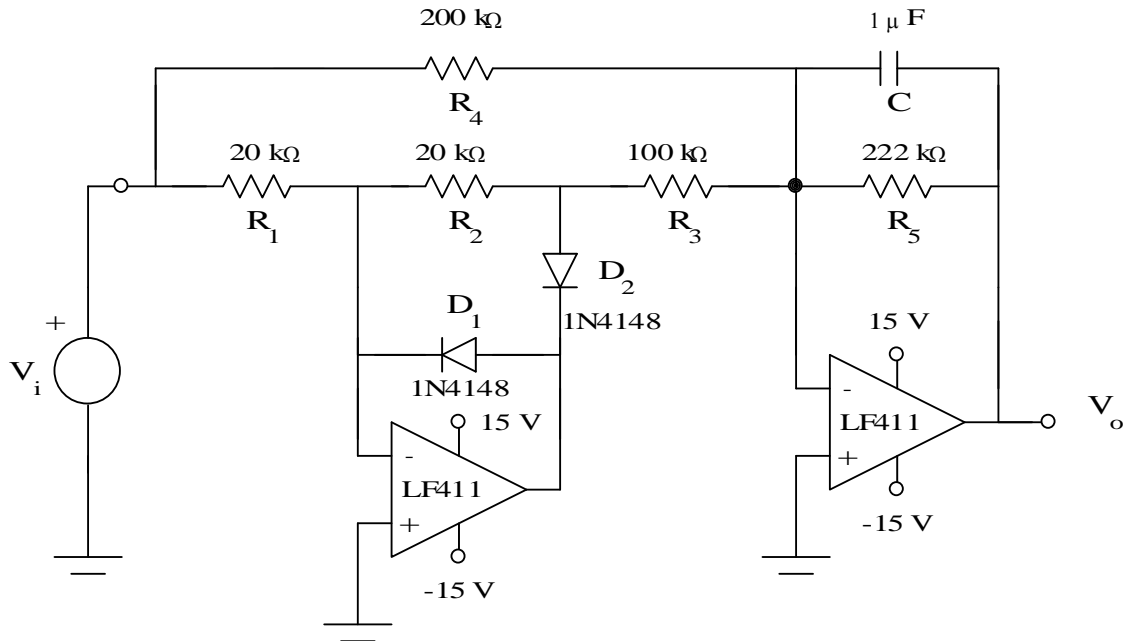 200 kΩ
1 μ F
R4
C
20 kΩ
20 kΩ
100 kΩ
222 kΩ
R1
R2
R3
R5
D2
1N4148
D1
1N4148
+
Vi
15 V
-
LF411
+
-15 V
15 V
-
LF411
+
-15 V
Vo